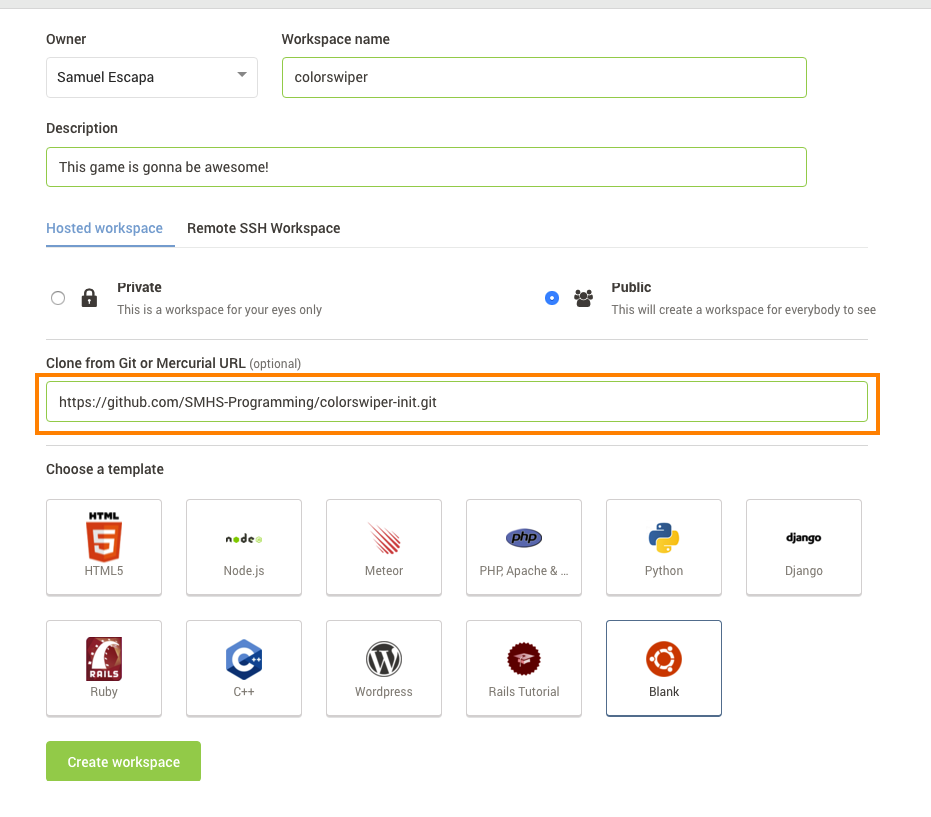 Owner
Workspace name
Samuel Escapa
colorswiper
Description
This game is gonna be awesome!
Hosted workspace
Remote SSH Workspace
Private
This is a workspace for your eyes only
Public
This will create a workspace for everybody to see
Clone from Git or Mercurial URL (optional)
https://github.com/SMHS-Programming/colorswiper-init.git
Choose a template
HTML
5
HTML5
node
Node.js
Meteor
php
PHP, Apache & ...
Python
django
Django
RAILS
Ruby
C++
C++
W
Wordpress
Rails Tutorial
Blank
Create workspace